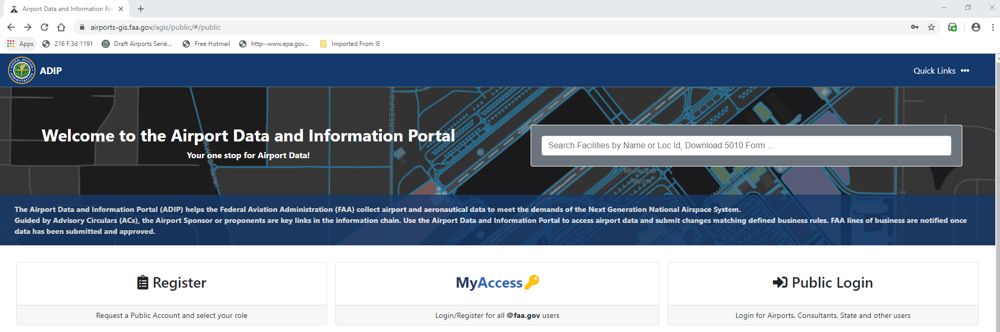 Airport Data and Information Por
airports-gis.faa.gov/agis/public/#/public
Apps
216 F.3d 1191
Draft Airports Serie...
Free Hotmail
http--www.epa.gov...
Imported From IE
FEDERAL AVIATION ADMINISTRATION
ADIP
Quick Links •••
GREENFIEL
Welcome to the Airport Data and Information Portal
Your one stop for Airport Data!
Search Facilities by Name or Loc Id, Download 5010 Form ...
Municipal
Airport
The Airport Data and Information Portal (ADIP) helps the Federal Aviation Administration (FAA) collect airport and aeronautical data to meet the demands of the Next Generation National Airspace System.
Guided by Advisory Circulars (ACs), the Airport Sponsor or proponents are key links in the information chain. Use the Airport Data and Information Portal to access airport data and submit changes matching defined business rules. FAA lines of business are notified once
data has been submitted and approved.
Register
Request a Public Account and select your role
MyAccess
Login/Register for all @faa.gov users
Public Login
Login for Airports, Consultants, State and other users